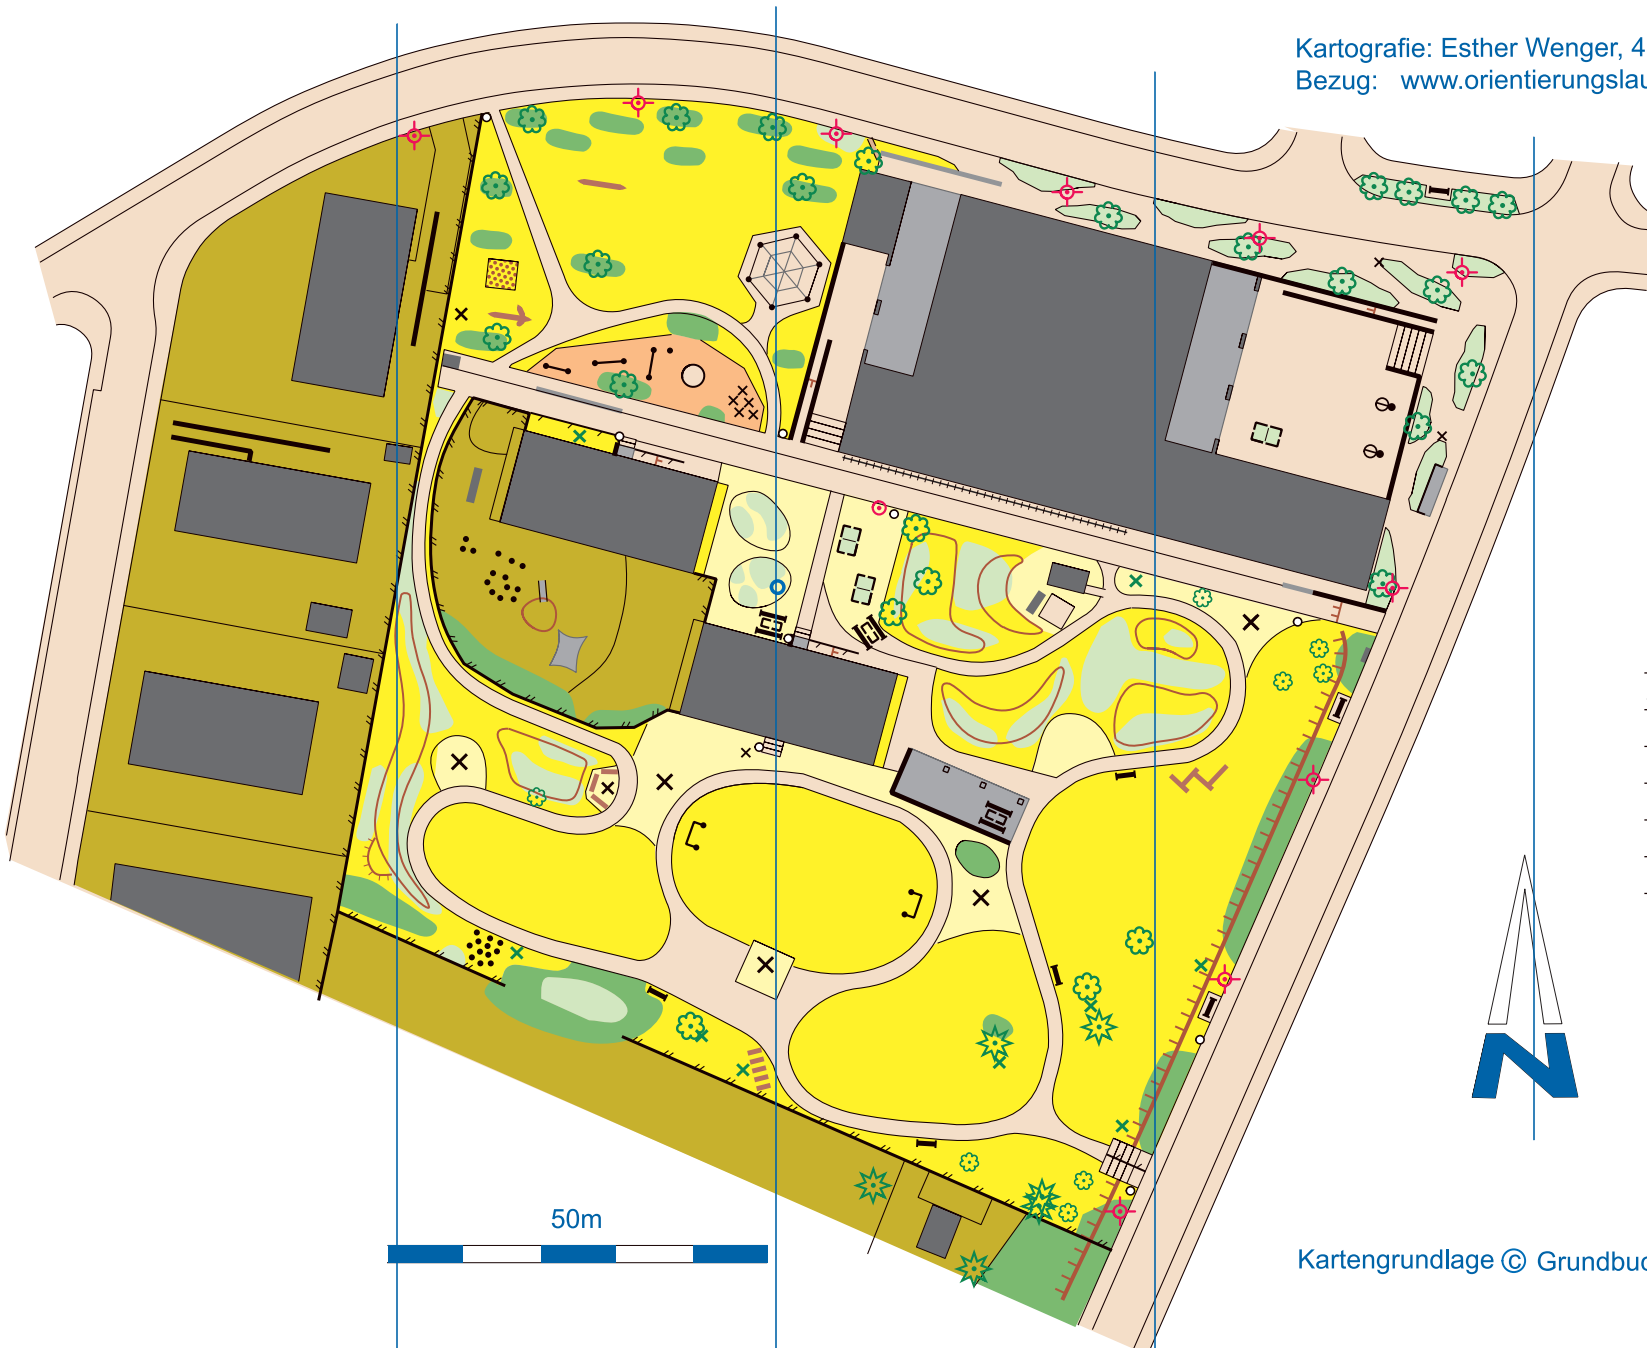 Kartografie: Esther Wenger, 4
Bezug: www.orientierungslau
50m
N
Kartengrundlage © Grundbuc